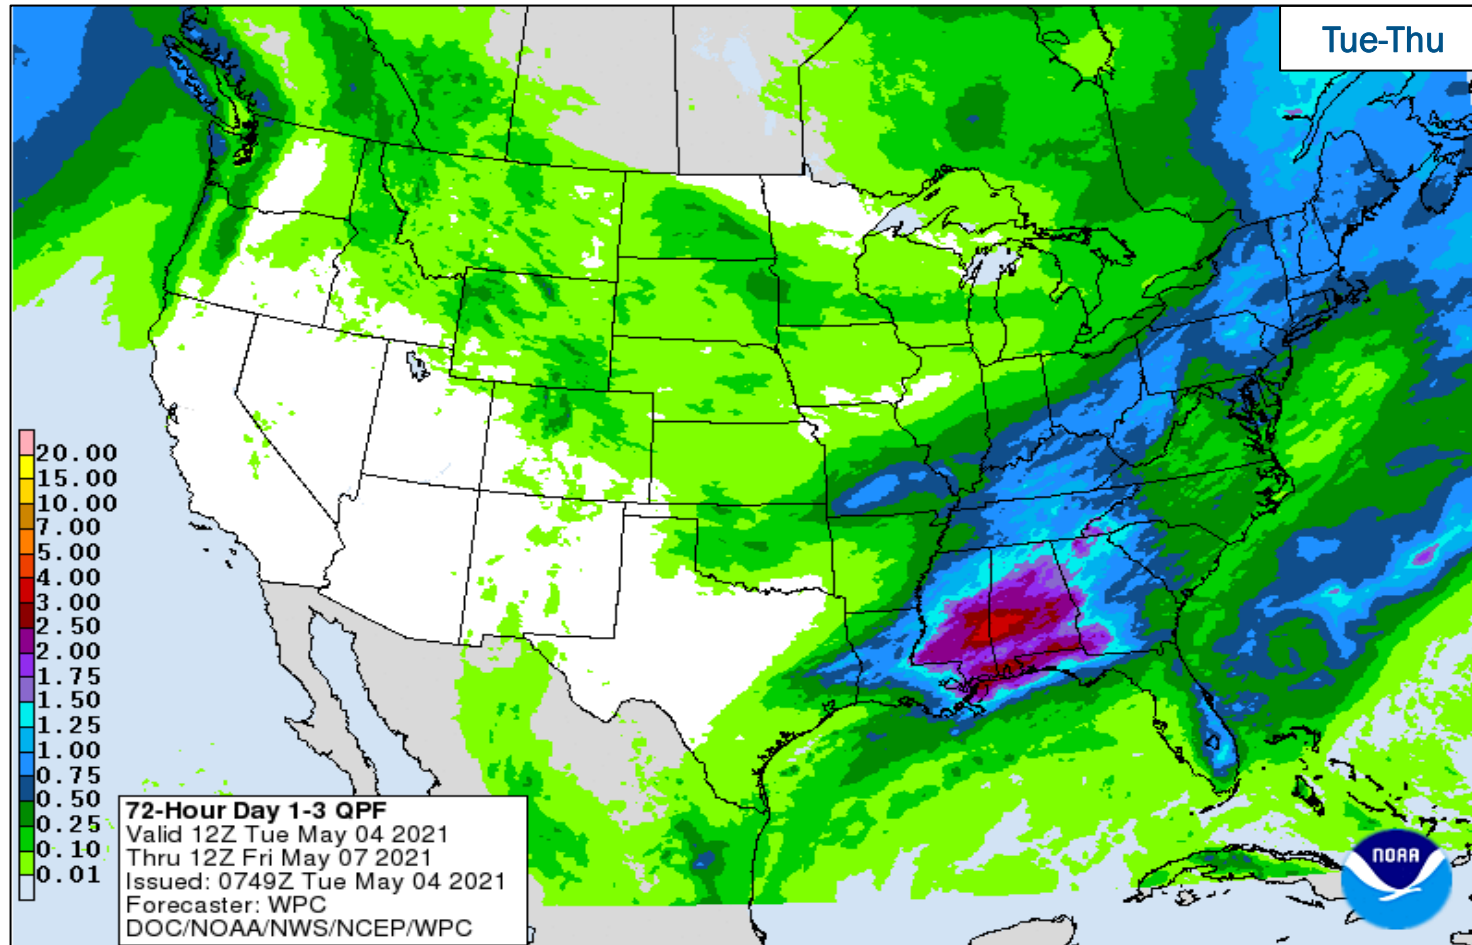 Tue-Thu
20.00
15.00
10.00
7.00
5.00
4.00
3.00
2.50
2.00
1.75
1.50
1.25
1.00
0.75
0.50
0.25
0.10
0.01
72-Hour Day 1-3 QPF
Valid 12Z Tue May 04 2021
Thru 12Z Fri May 07 2021
Issued: 0749Z Tue May 04 2021
Forecaster: WPC
DOC/NOAA/NWS/NCEP/WPC
NOAA